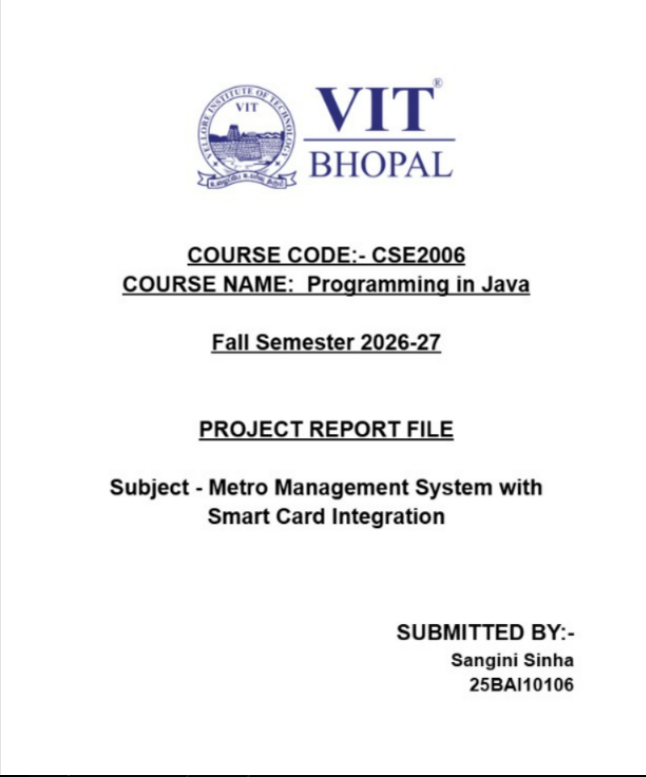 VELLORE INSTITUTE OF TECHNOLOGY
VIT
VIT®
BHOPAL
COURSE CODE:- CSE2006
COURSE NAME:  Programming in Java
Fall Semester 2026-27
PROJECT REPORT FILE
Subject - Metro Management System with
Smart Card Integration
SUBMITTED BY:-
Sangini Sinha
25BAI10106